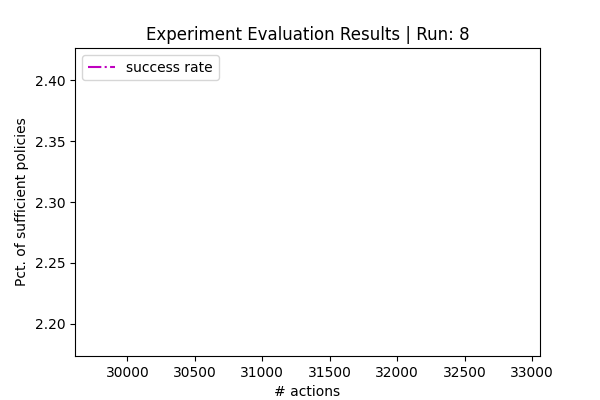 Experiment Evaluation Results | Run: 8
success rate
Pct. of sufficient policies
2.40
2.35
2.30
2.25
2.20
30000 30500 31000 31500 32000 32500 33000
# actions